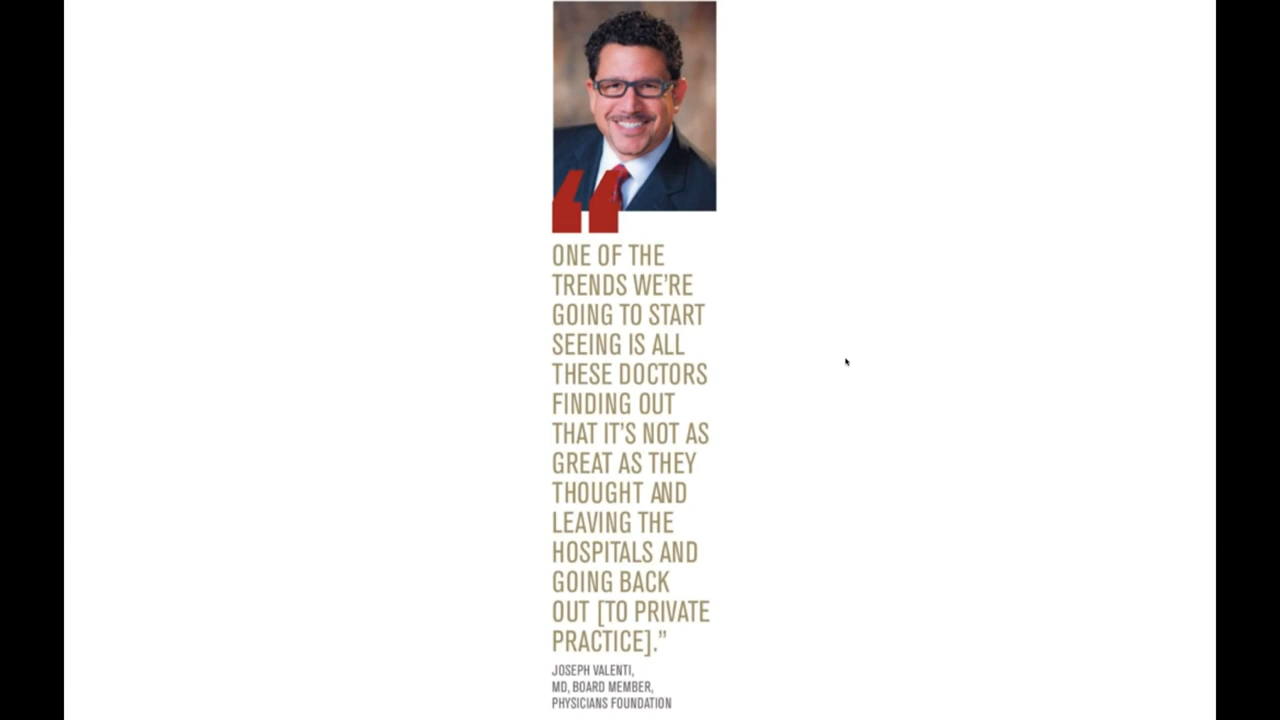 “
ONE OF THE
TRENDS WE’RE
GOING TO START
SEEING IS ALL
THESE DOCTORS
FINDING OUT
THAT IT’S NOT AS
GREAT AS THEY
THOUGHT AND
LEAVING THE
HOSPITALS AND
GOING BACK
OUT [TO PRIVATE
PRACTICE].”
JOSEPH VALENTI,
MD, BOARD MEMBER,
PHYSICIANS FOUNDATION